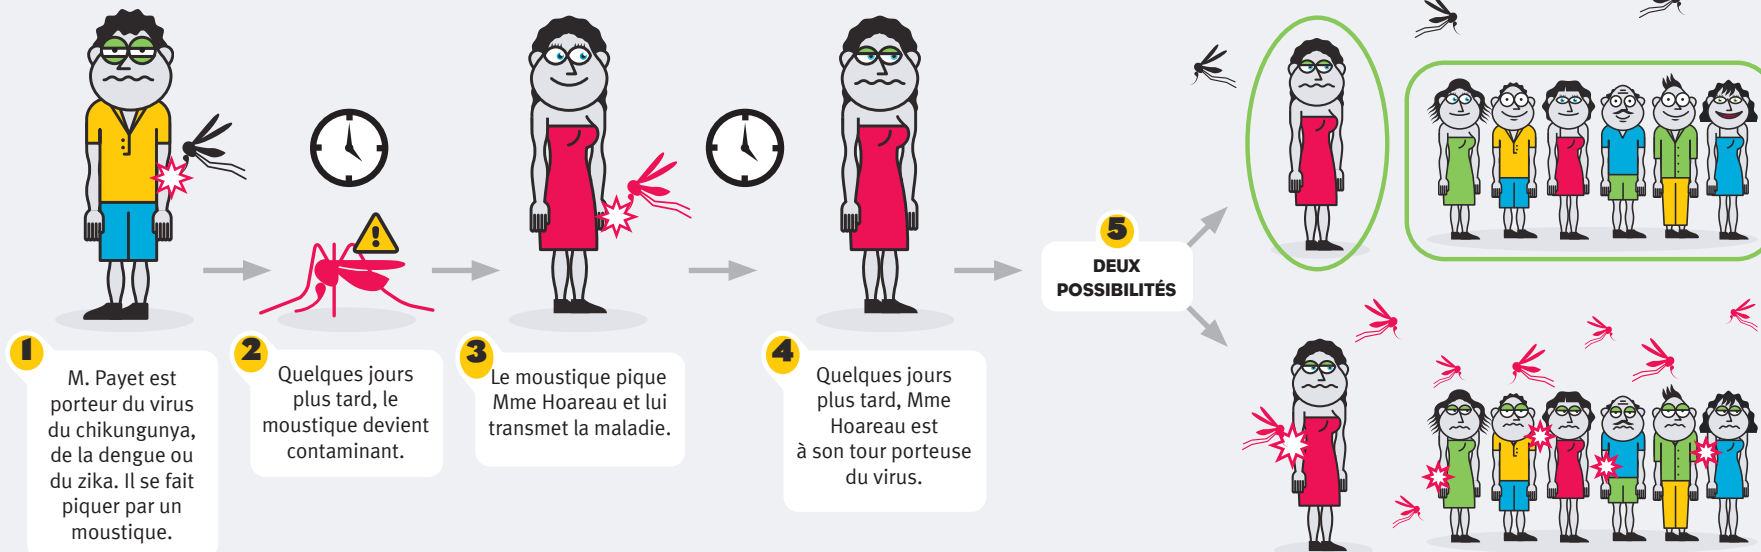 1
M. Payet est
porteur du virus
du chikungunya,
de la dengue ou
du zika. Il se fait
piquer par un
moustique.
2
Quelques jours
plus tard, le
moustique devient
contaminant.
3
Le moustique pique
Mme Hoareau et lui
transmet la maladie.
4
Quelques jours
plus tard, Mme
Hoareau est
à son tour porteuse
du virus.
5
DEUX
POSSIBILITÉS